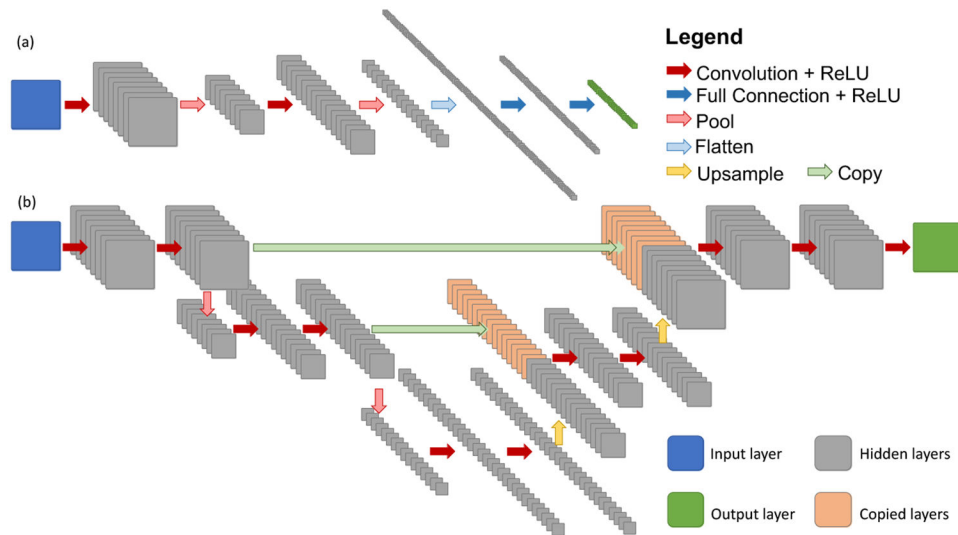 (a)
Legend
Convolution + ReLU
Full Connection + ReLU
Pool
Flatten
Upsample
Copy
(b)
Input layer
Hidden layers
Output layer
Copied layers